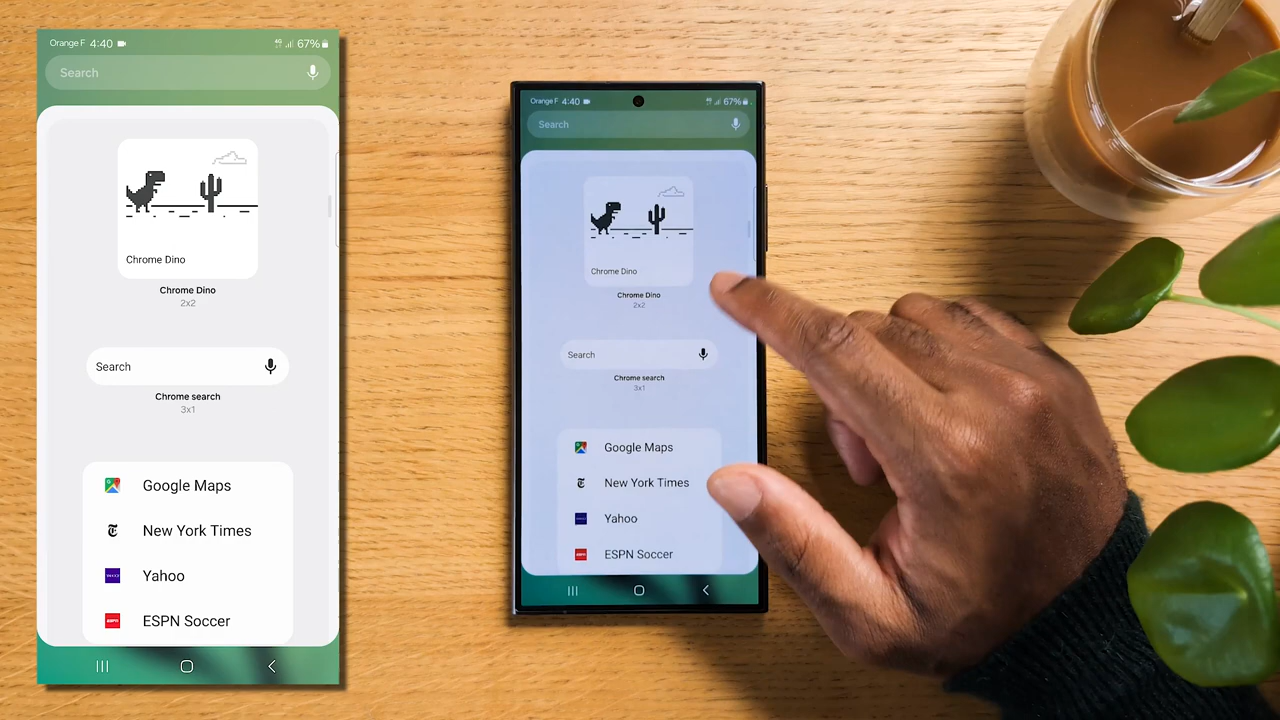 Orange F 4:40 4G 67%
Search
Chrome Dino
Chrome Dino
2x2
Search
Chrome search
3x1
Google Maps
New York Times
Yahoo
ESPN Soccer
Orange F 4:40 67%
Search
Chrome Dino
Chrome Dino
2x2
Search
Chrome search
3x1
Google Maps
New York Times
Yahoo
ESPN Soccer